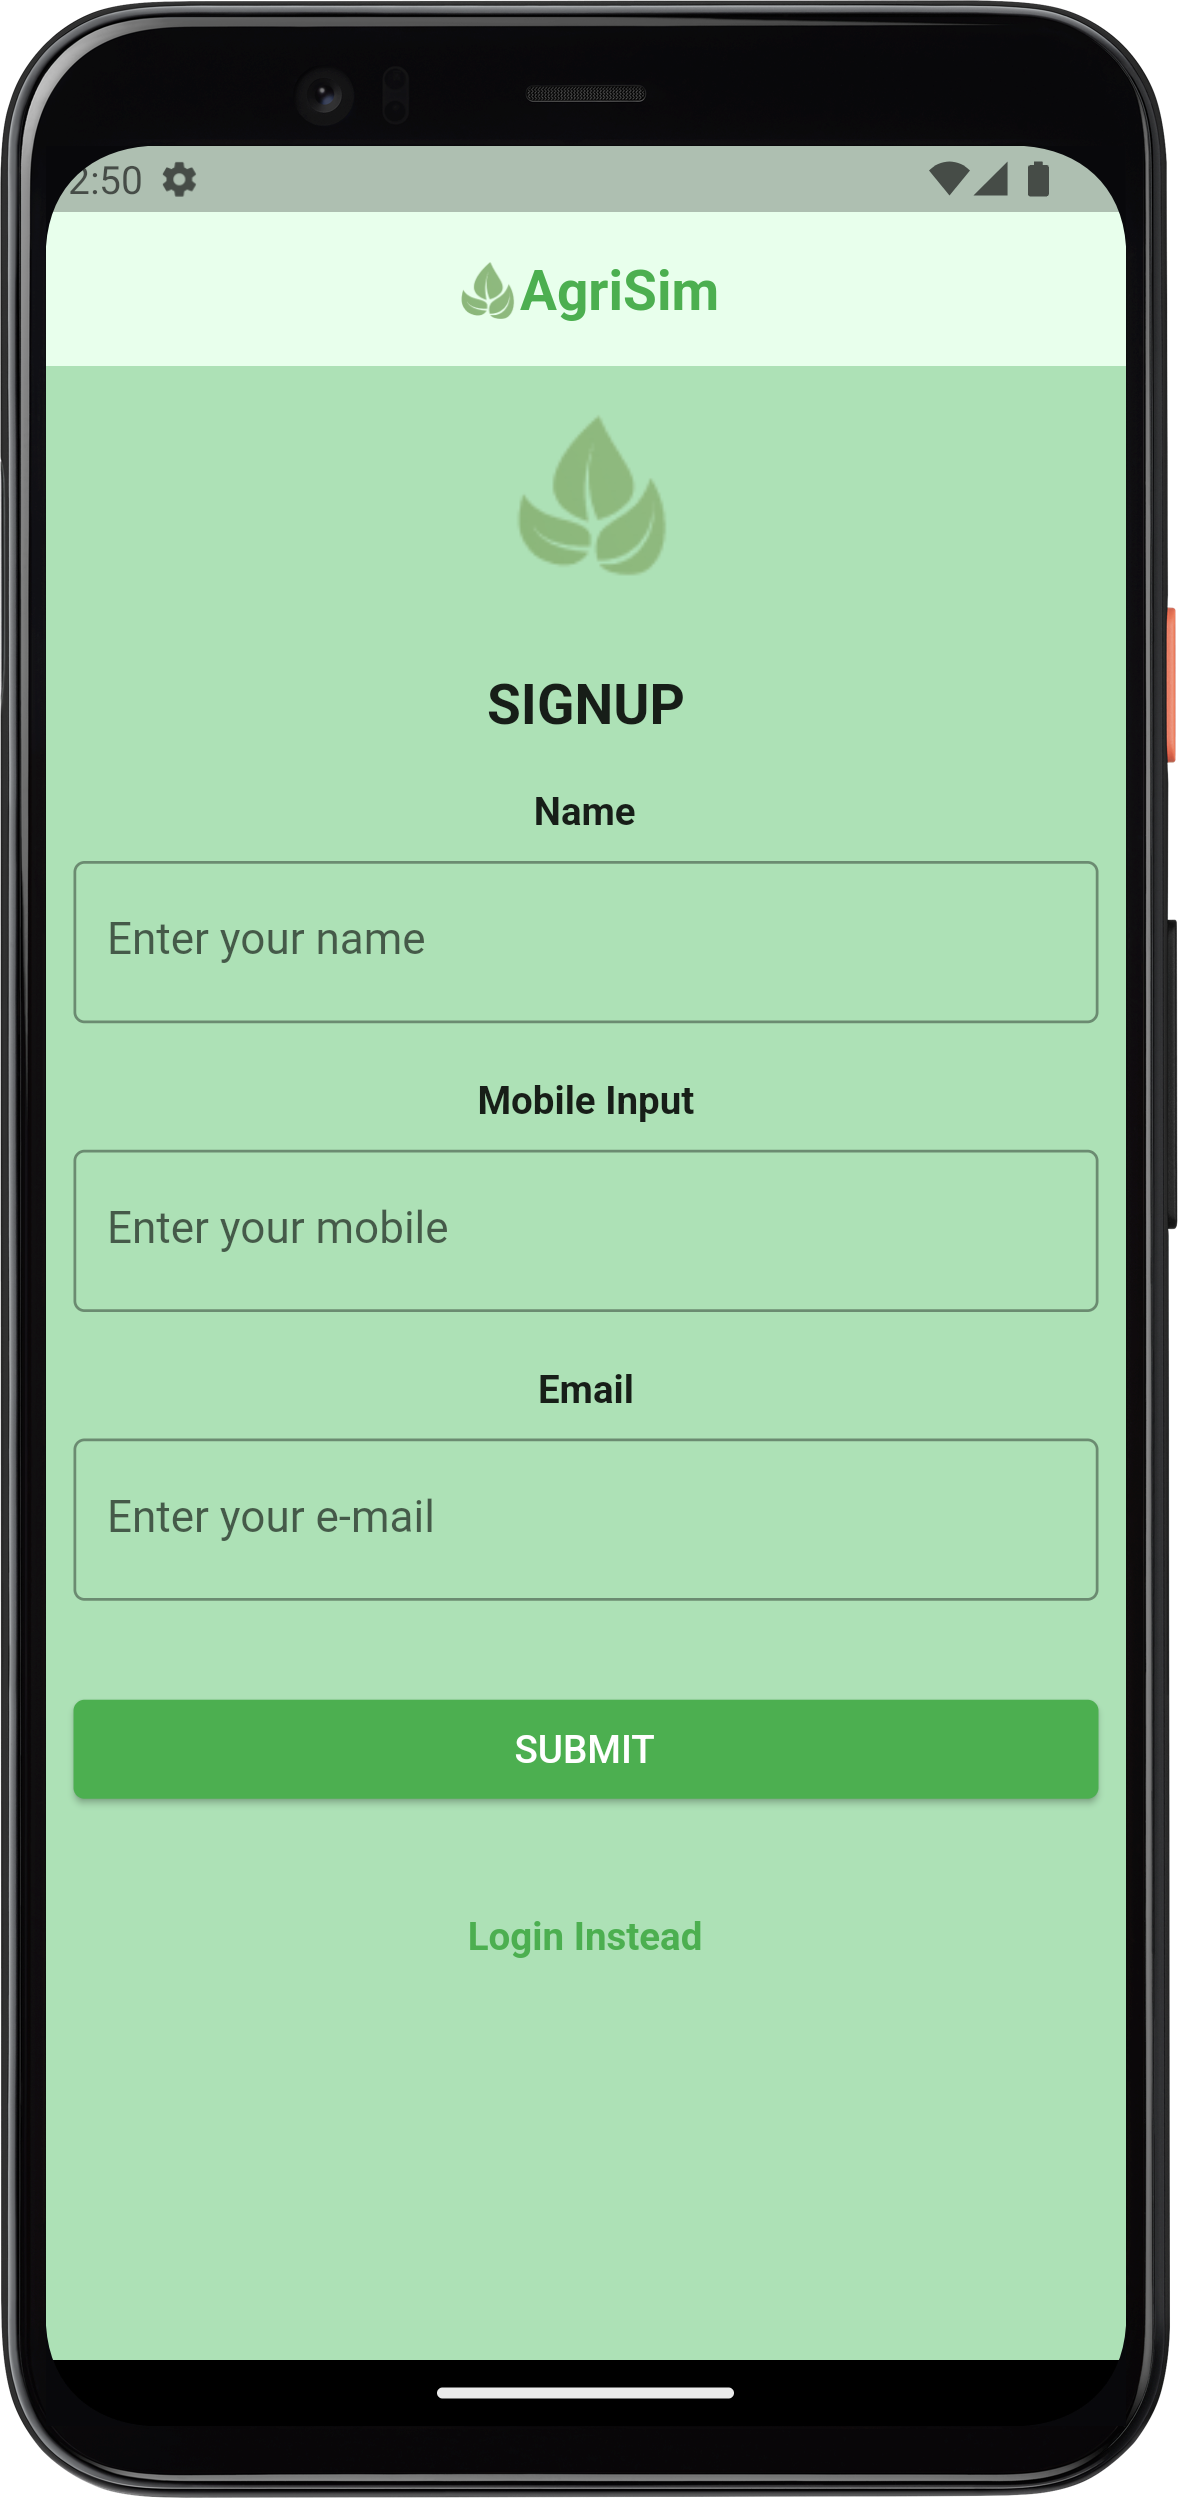 2:50
AgriSim
SIGNUP
Name
Enter your name
Mobile Input
Enter your mobile
Email
Enter your e-mail
SUBMIT
Login Instead